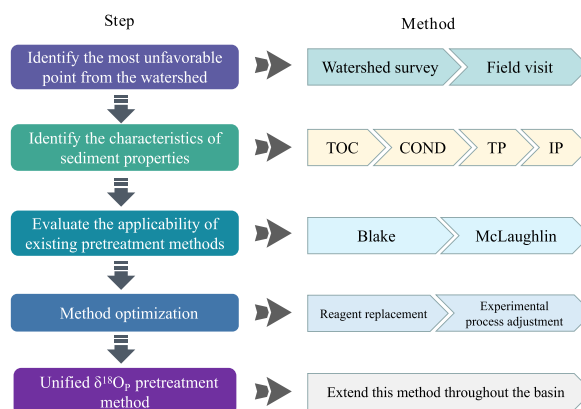 Step
Method
Identify the most unfavorable
point from the watershed
Watershed survey
Field visit
Identify the characteristics of
sediment properties
TOC
COND
TP
IP
Evaluate the applicability of
existing pretreatment methods
Blake
McLaughlin
Method optimization
Reagent replacement
Experimental
process adjustment
Unified δ¹⁸Oₚ pretreatment
method
Extend this method throughout the basin